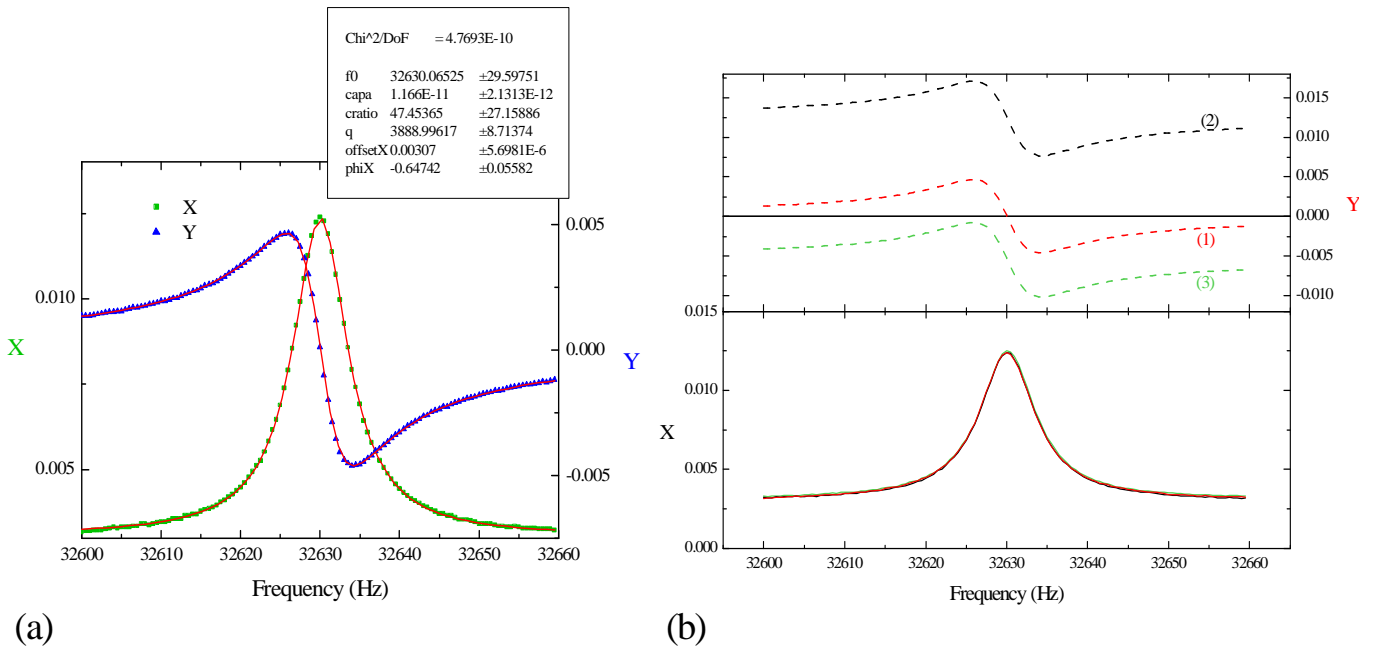 Chi^2/DoF = 4.7693E-10
f0 32630.06525 ±29.59751
capa 1.166E-11 ±2.1313E-12
cratio 47.45365 ±27.15886
q 3888.99617 ±8.71374
offsetX 0.00307 ±5.6981E-6
phiX -0.64742 ±0.05582
X
Y
0.010
0.005
X
0.005
0.000
-0.005
Y
32600 32610 32620 32630 32640 32650 32660
Frequency (Hz)
(a)
(2)
(1)
(3)
0.015
0.010
0.005
0.000
-0.005
-0.010
Y
0.015
0.010
0.005
0.000
X
32600 32610 32620 32630 32640 32650 32660
Frequency (Hz)
(b)